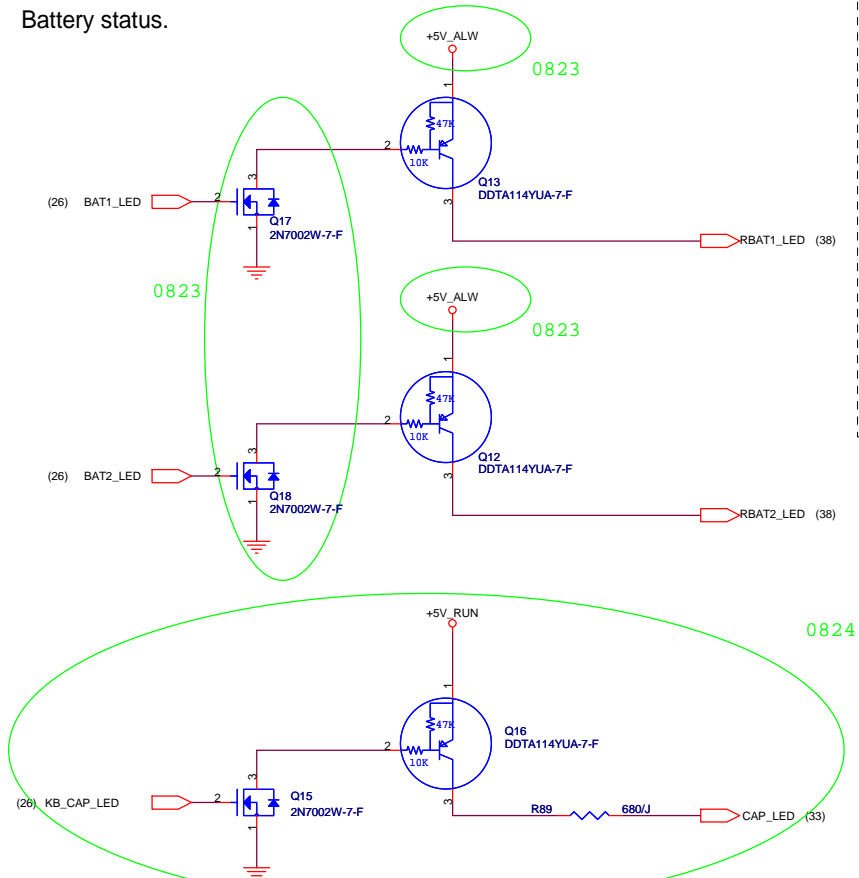 Battery status.
+5V_ALW
0823
1
47K
2
10K
3
Q13
DDTA114YUA-7-F
(26) BAT1_LED
2
3
1
Q17
2N7002W-7-F
RBAT1_LED (38)
0823
+5V_ALW
0823
1
47K
2
10K
3
Q12
DDTA114YUA-7-F
(26) BAT2_LED
2
3
1
Q18
2N7002W-7-F
RBAT2_LED (38)
+5V_RUN
0824
1
47K
2
10K
3
Q16
DDTA114YUA-7-F
(26) KB_CAP_LED
2
3
1
Q15
2N7002W-7-F
R89
680/J
CAP_LED (33)